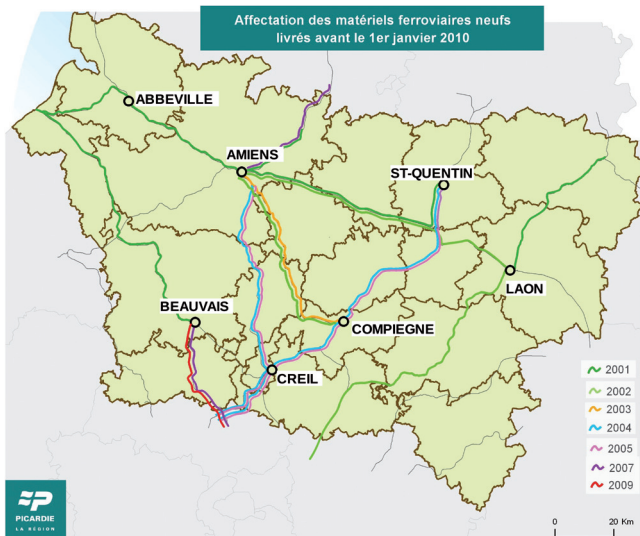 Affectation des matériels ferroviaires neufs
livrés avant le 1er janvier 2010
ABBEVILLE
AMIENS
ST-QUENTIN
LAON
BEAUVAIS
COMPIEGNE
CREIL
2001
2002
2003
2004
2005
2007
2009
PICARDIE
LA REGION
0 20 Km